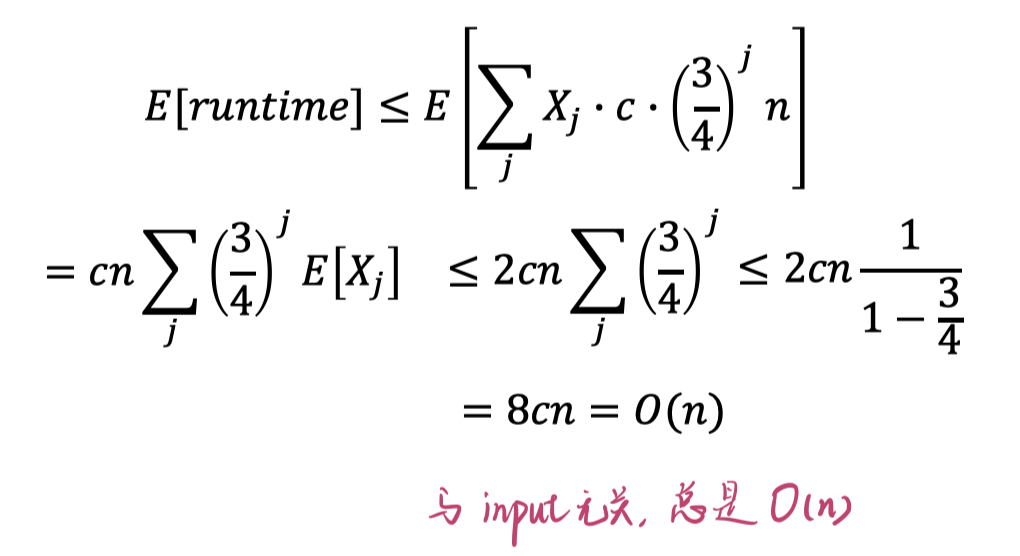 E[runtime] ≤ E[∑_j X_j · c · (3/4)^j n]
= cn ∑_j (3/4)^j E[X_j] ≤ 2cn ∑_j (3/4)^j ≤ 2cn 1/(1 − 3/4)
= 8cn = O(n)
与 input 无关, 总是 O(n)